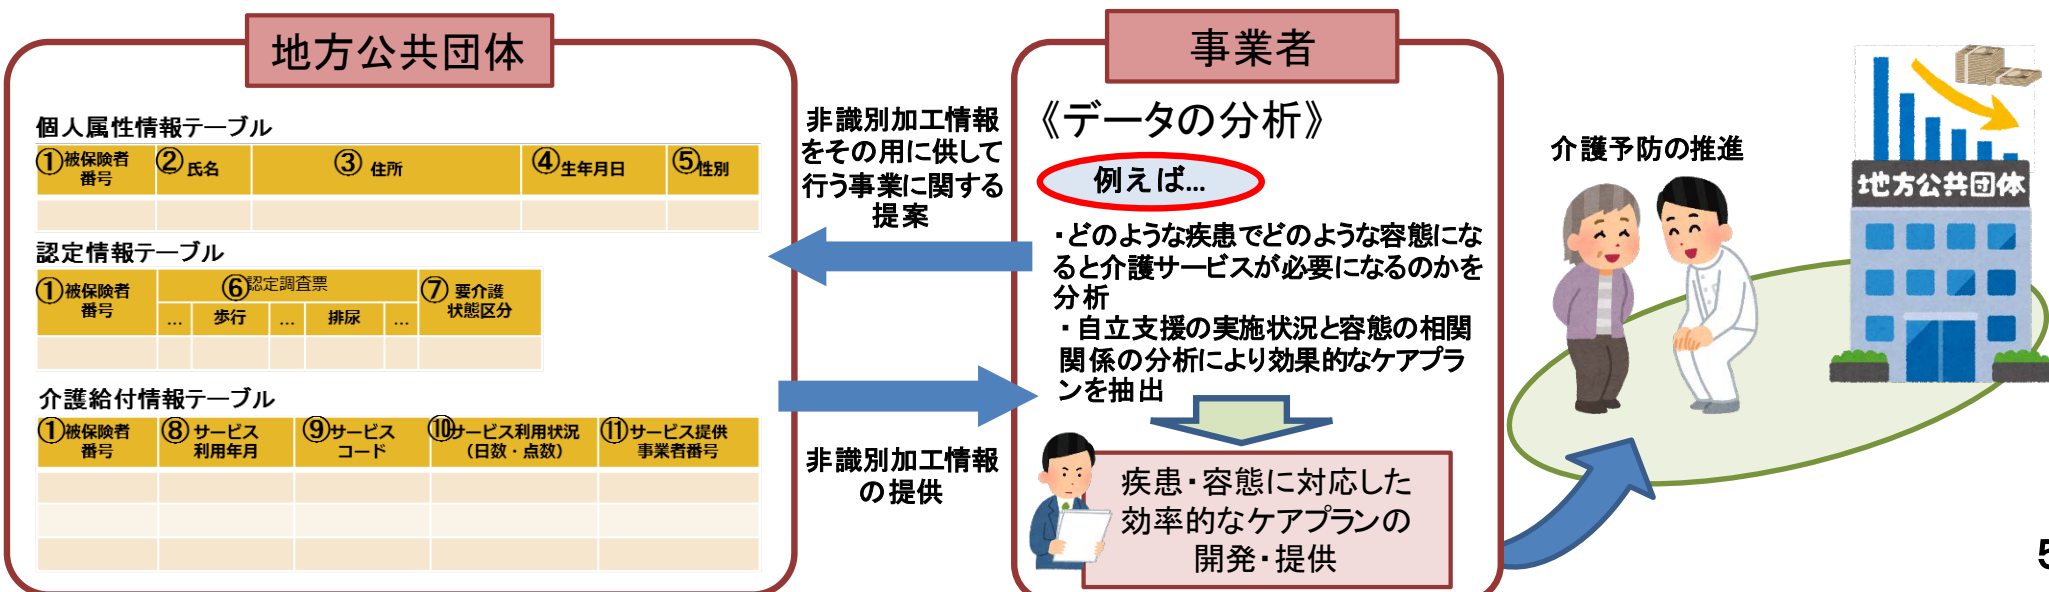 地方公共団体
個人属性情報テーブル
①被保険者
番号
②氏名
③ 住所
④生年月日
⑤性別
認定情報テーブル
①被保険者
番号
⑥認定調査票
… 歩行 … 排尿 …
⑦ 要介護
状態区分
介護給付情報テーブル
①被保険者
番号
⑧サービス
利用年月
⑨サービス
コード
⑩サービス利用状況
(日数・点数)
⑪サービス提供
事業者番号
非識別加工情報
をその用に供して
行う事業に関する
提案
非識別加工情報
の提供
事業者
《データの分析》
例えば…
・どのような疾患でどのような容態にな
ると介護サービスが必要になるのかを
分析
・自立支援の実施状況と容態の相関
関係の分析により効果的なケアプラ
ンを抽出
疾患・容態に対応した
効率的なケアプランの
開発・提供
介護予防の推進
地方公共団体
5